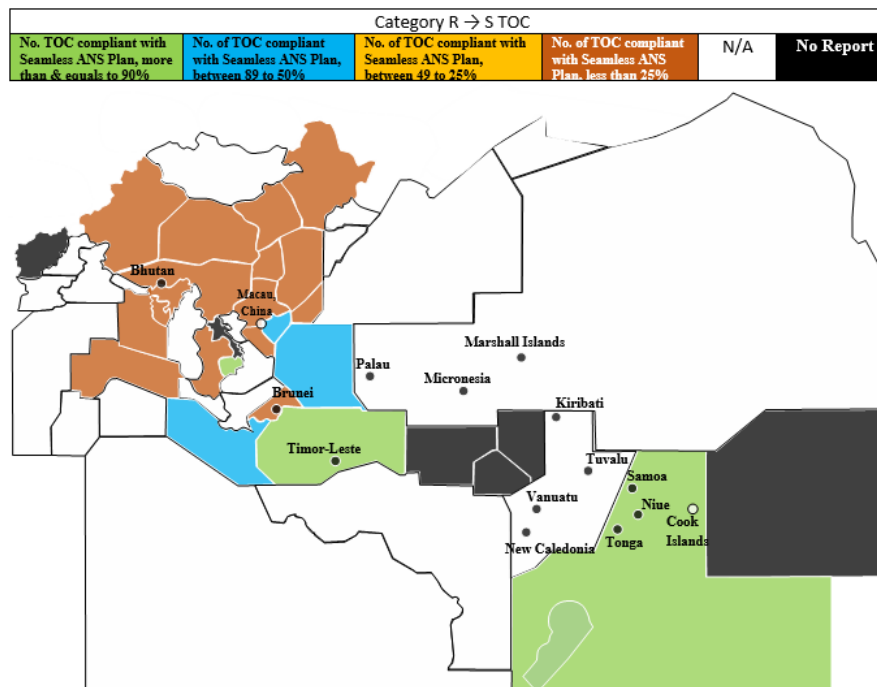 Category R → S TOC
No. TOC compliant with
Seamless ANS Plan, more
than & equals to 90%
No. of TOC compliant
with Seamless ANS Plan,
between 89 to 50%
No. of TOC compliant with
Seamless ANS Plan,
between 49 to 25%
No. of TOC compliant
with Seamless ANS
Plan, less than 25%
N/A
No Report
Bhutan
Macau,
China
Marshall Islands
Palau
Micronesia
Brunei
Kiribati
Timor-Leste
Tuvalu
Samoa
Vanuatu
Niue
Cook
Islands
New Caledonia
Tonga